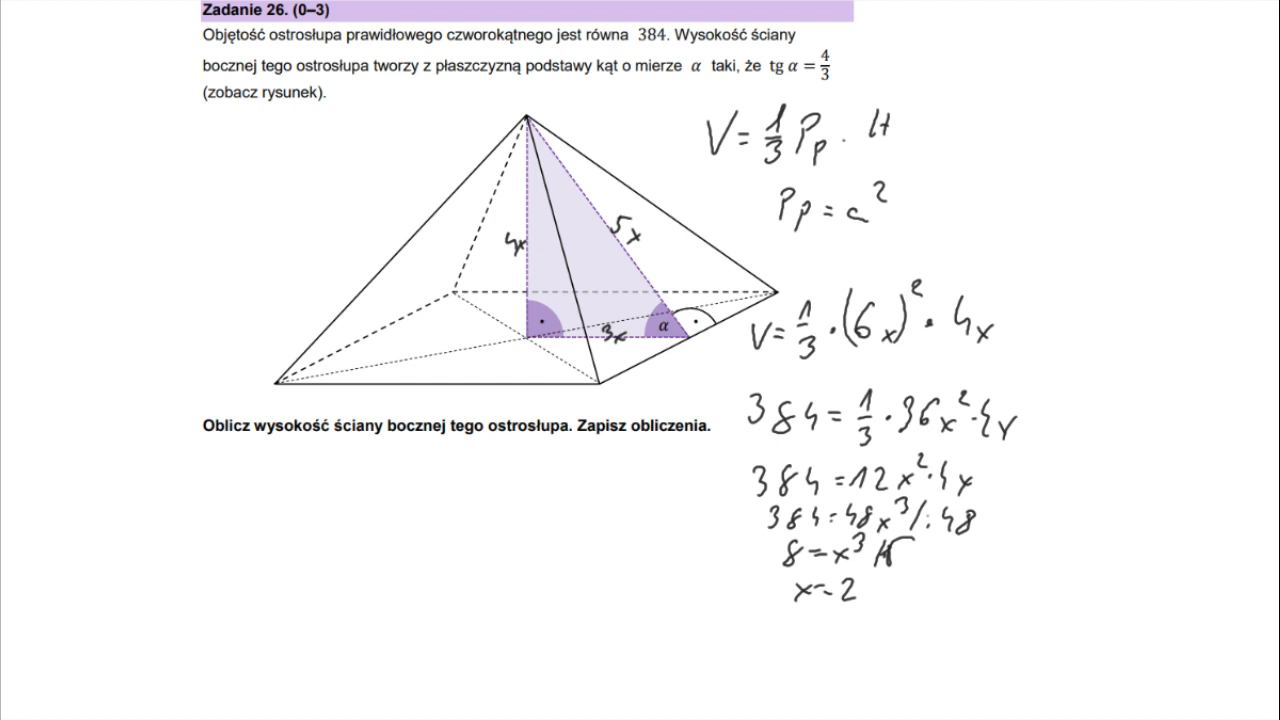 Zadanie 26. (0–3)
Objętość ostrosłupa prawidłowego czworokątnego jest równa 384. Wysokość ściany
bocznej tego ostrosłupa tworzy z płaszczyzną podstawy kąt o mierze α taki, że tg α = 4/3
(zobacz rysunek).
V = 1/3 Pp · H
Pp = a²
4x
5x
3x
α
V = 1/3 · (6x)² · 4x
384 = 1/3 · 36x² · 4x
Oblicz wysokość ściany bocznej tego ostrosłupa. Zapisz obliczenia.
384 = 12x² · 4x
384 = 48x³ /: 48
8 = x³ /√
x = 2